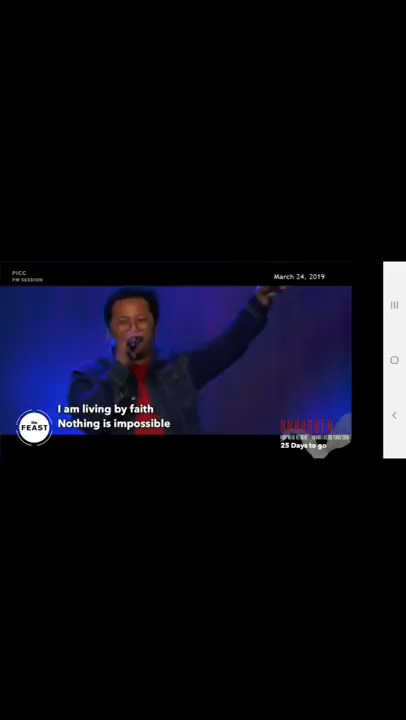 PICC
PM SESSION
March 24, 2019
I am living by faith
Nothing is impossible
the
FEAST
25 Days to go